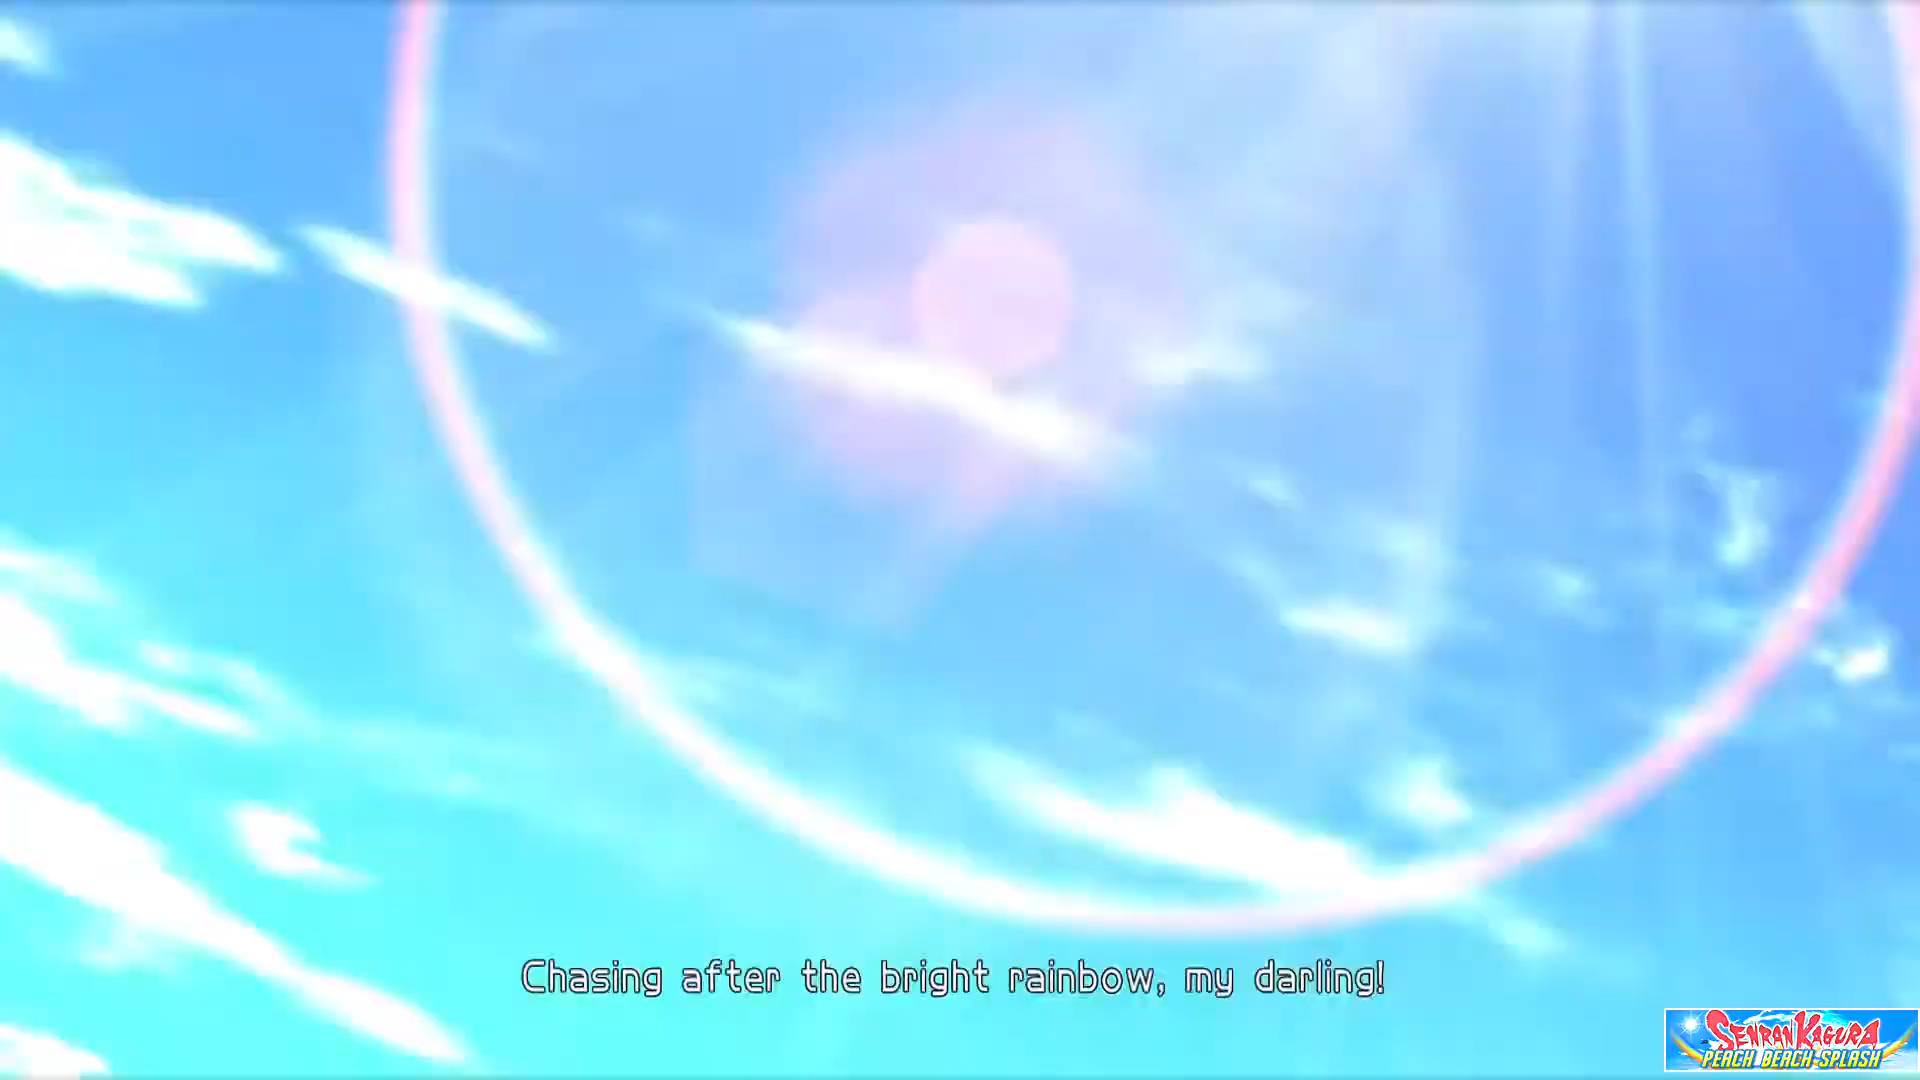 Chasing after the bright rainbow, my darling!
SENRAN KAGURA
PEACH BEACH SPLASH